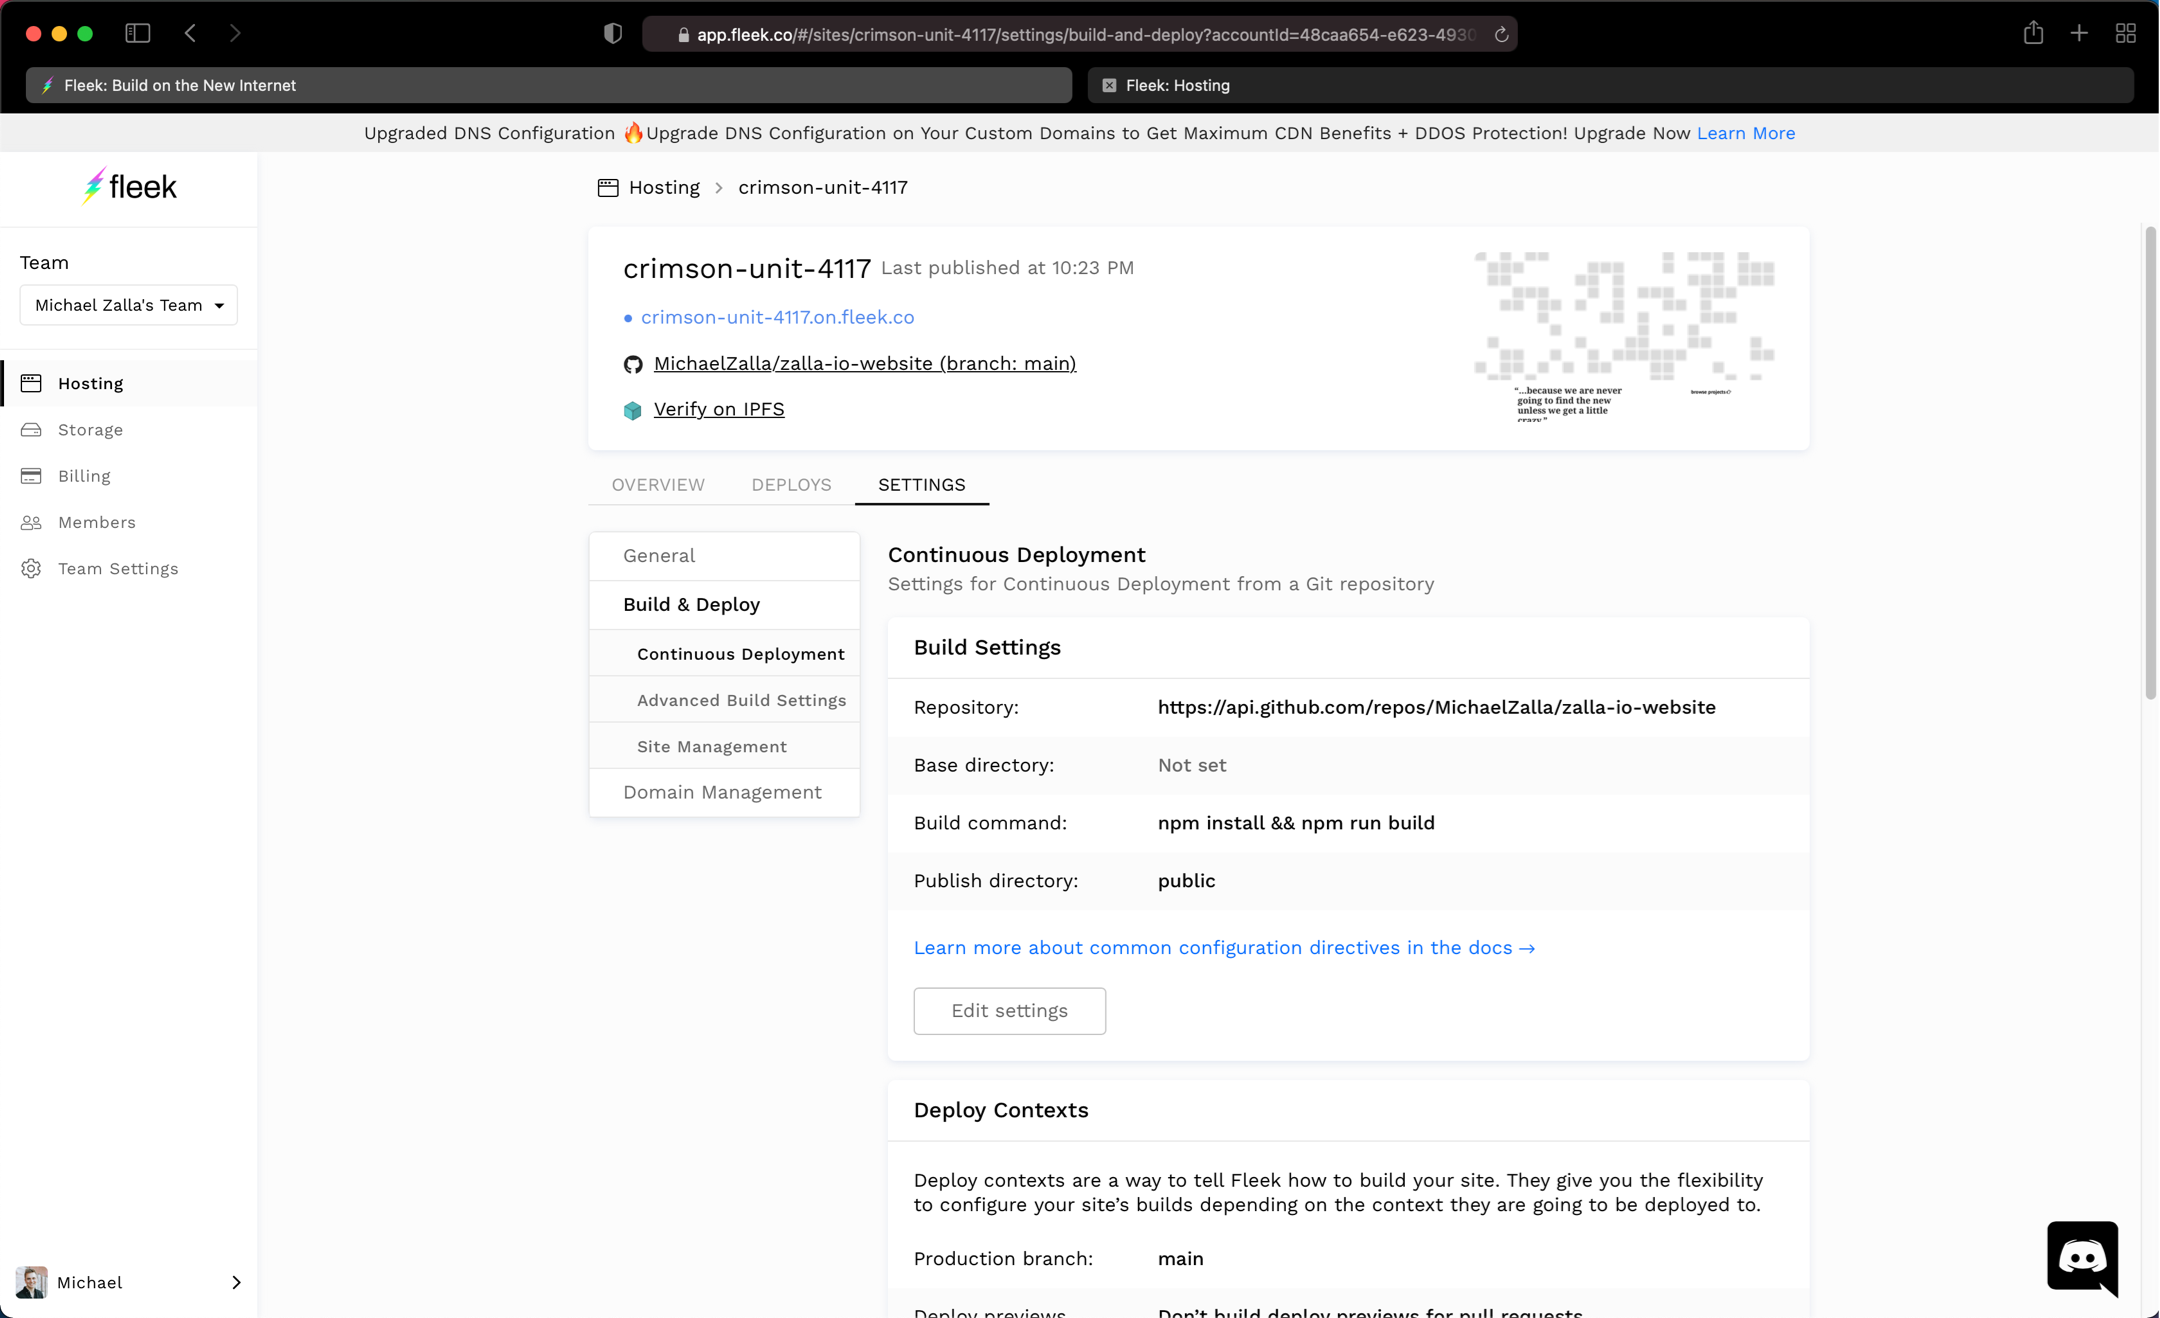 app.fleek.co/#/sites/crimson-unit-4117/settings/build-and-deploy?accountId=48caa654-e623-4930
Fleek: Build on the New Internet
Fleek: Hosting
Upgraded DNS Configuration 🔥Upgrade DNS Configuration on Your Custom Domains to Get Maximum CDN Benefits + DDOS Protection! Upgrade Now Learn More
fleek
Hosting > crimson-unit-4117
Team
Michael Zalla's Team
Hosting
Storage
Billing
Members
Team Settings
crimson-unit-4117 Last published at 10:23 PM
• crimson-unit-4117.on.fleek.co
MichaelZalla/zalla-io-website (branch: main)
Verify on IPFS
"...because we are never
going to find the new
unless we get a little
crazy."
browse projects
OVERVIEW DEPLOYS SETTINGS
General
Build & Deploy
Continuous Deployment
Advanced Build Settings
Site Management
Domain Management
Continuous Deployment
Settings for Continuous Deployment from a Git repository
Build Settings
Repository: https://api.github.com/repos/MichaelZalla/zalla-io-website
Base directory: Not set
Build command: npm install && npm run build
Publish directory: public
Learn more about common configuration directives in the docs →
Edit settings
Deploy Contexts
Deploy contexts are a way to tell Fleek how to build your site. They give you the flexibility
to configure your site's builds depending on the context they are going to be deployed to.
Production branch: main
Deploy previews Don't build deploy previews for pull requests
Michael